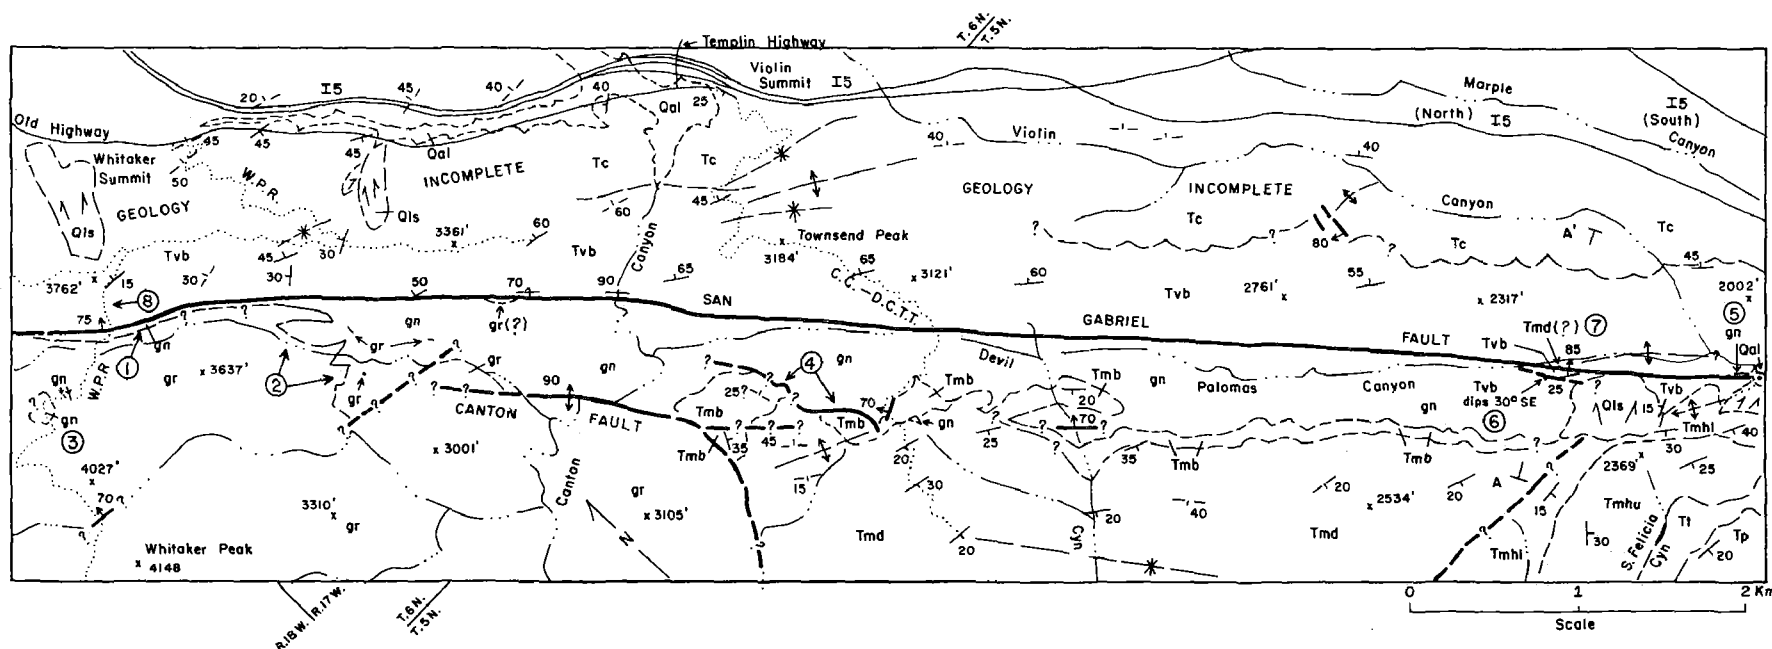 T.6N.
T.5N.
Templin Highway
Violin
Summit
I5
20
45
40
40
25
Qal
Marple
(North) I5
I5
(South)
Canyon
Old Highway
45
45
45
Qal
Whitaker
Summit
50
W.P.R.
INCOMPLETE
Tc
Tc
40
Violin
40
GEOLOGY
Qls
Qls
GEOLOGY
INCOMPLETE
Tc
Canyon
Tc
A'
45
60
3361'
60
Tvb
Canyon
Townsend Peak
3184'
65
3121'
80
Tc
45
Tvb
45
30
3762'
15
30
30
50
70
90
65
C.C.-D.C.T.T.
60
Tvb
2761'
55
2317'
2002'
8
75
SAN
GABRIEL
FAULT
Tmd(?)
7
5
gn
Qal
gr(?)
1
gn
gn
gr
gr
gn
gn
Devil
Tvb
85
gr
3637'
2
gr
4
Tmb
Tmb
gn
Palomas
Canyon
Tvb
25
Tvb
gn
W.P.R.
gn
3
90
CANTON
FAULT
25
Tmb
70
Tmb
gn
20
70
gn
dips 30° SE
6
Qls
15
Tmhl
40
4027'
70
3001'
Tmb
35
45
20
25
35
Tmb
Tmb
30
2369'
25
3310'
gr
Canton
gr
3105'
15
30
Tmd
20
20
Cyn
40
20
2534'
20
A
15
Tmd
Tmhu
Tt
Tp
20
30
Tmhl
S. Felicia
Cyn
N
Whitaker Peak
4148
R.18W.
R.17W.
T.6N.
T.5N.
0
1
2 Km
Scale